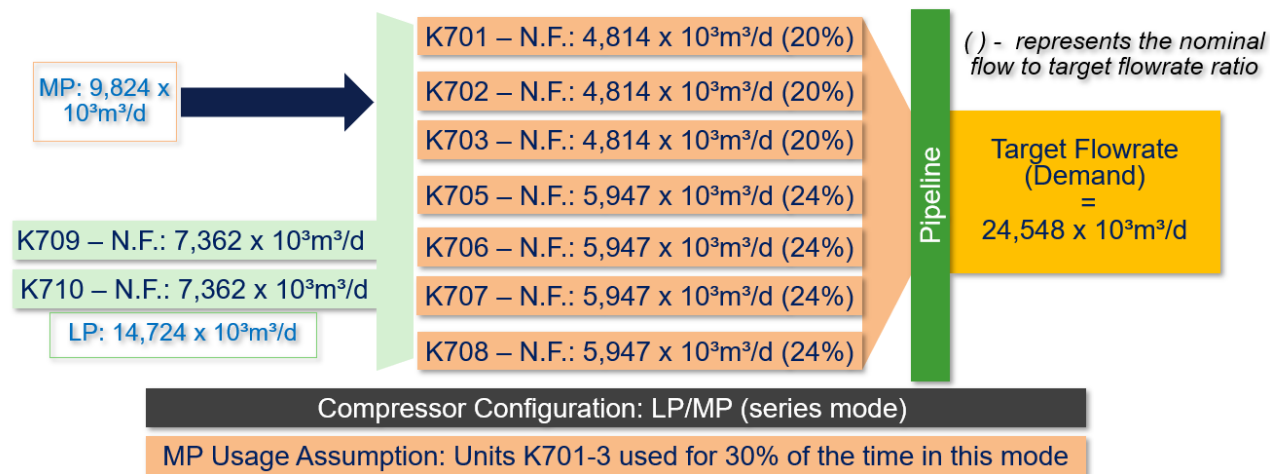 MP: 9,824 x
10³m³/d
K709 – N.F.: 7,362 x 10³m³/d
K710 – N.F.: 7,362 x 10³m³/d
LP: 14,724 x 10³m³/d
K701 – N.F.: 4,814 x 10³m³/d (20%)
K702 – N.F.: 4,814 x 10³m³/d (20%)
K703 – N.F.: 4,814 x 10³m³/d (20%)
K705 – N.F.: 5,947 x 10³m³/d (24%)
K706 – N.F.: 5,947 x 10³m³/d (24%)
K707 – N.F.: 5,947 x 10³m³/d (24%)
K708 – N.F.: 5,947 x 10³m³/d (24%)
Pipeline
( ) - represents the nominal
flow to target flowrate ratio
Target Flowrate
(Demand)
=
24,548 x 10³m³/d
Compressor Configuration: LP/MP (series mode)
MP Usage Assumption: Units K701-3 used for 30% of the time in this mode